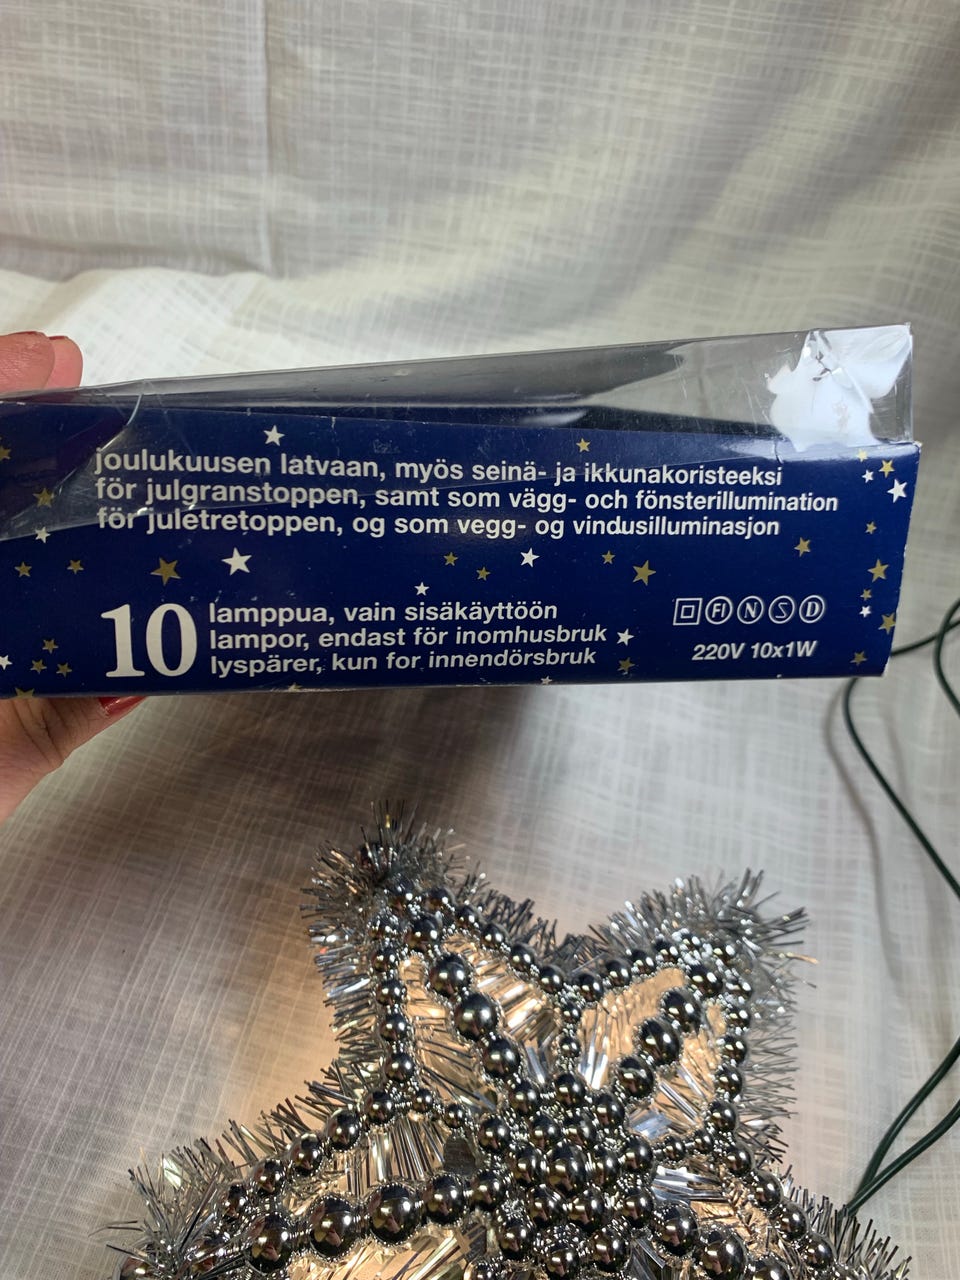 joulukuusen latvaan, myös seinä- ja ikkunakoristeeksi
för julgranstoppen, samt som vägg- och fönsterillumination
för juletretoppen, og som vegg- og vindusilluminasjon
10
lamppua, vain sisäkäyttöön
lampor, endast för inomhusbruk
lyspärer, kun for innendörsbruk
FI N S D
220V 10x1W